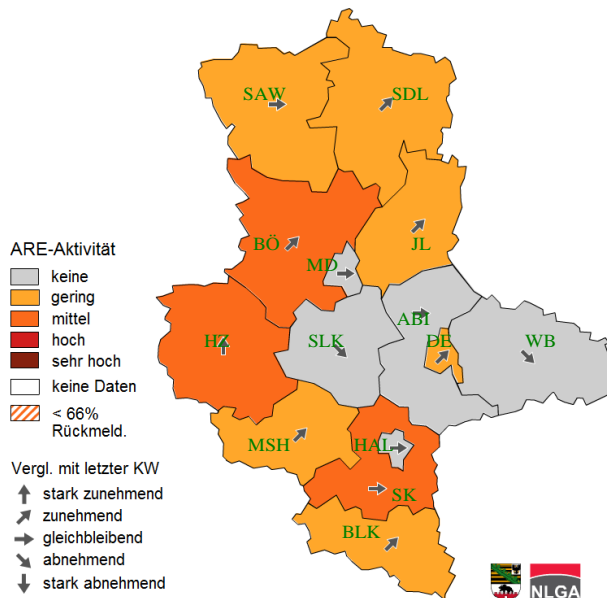 SAW
SDL
BÖ
JL
MD
ARE-Aktivität
keine
gering
mittel
hoch
sehr hoch
keine Daten
< 66%
Rückmeld.
HZ
SLK
ABI
DE
WB
MSH
HAL
SK
BLK
Vergl. mit letzter KW
stark zunehmend
zunehmend
gleichbleibend
abnehmend
stark abnehmend
NLGA